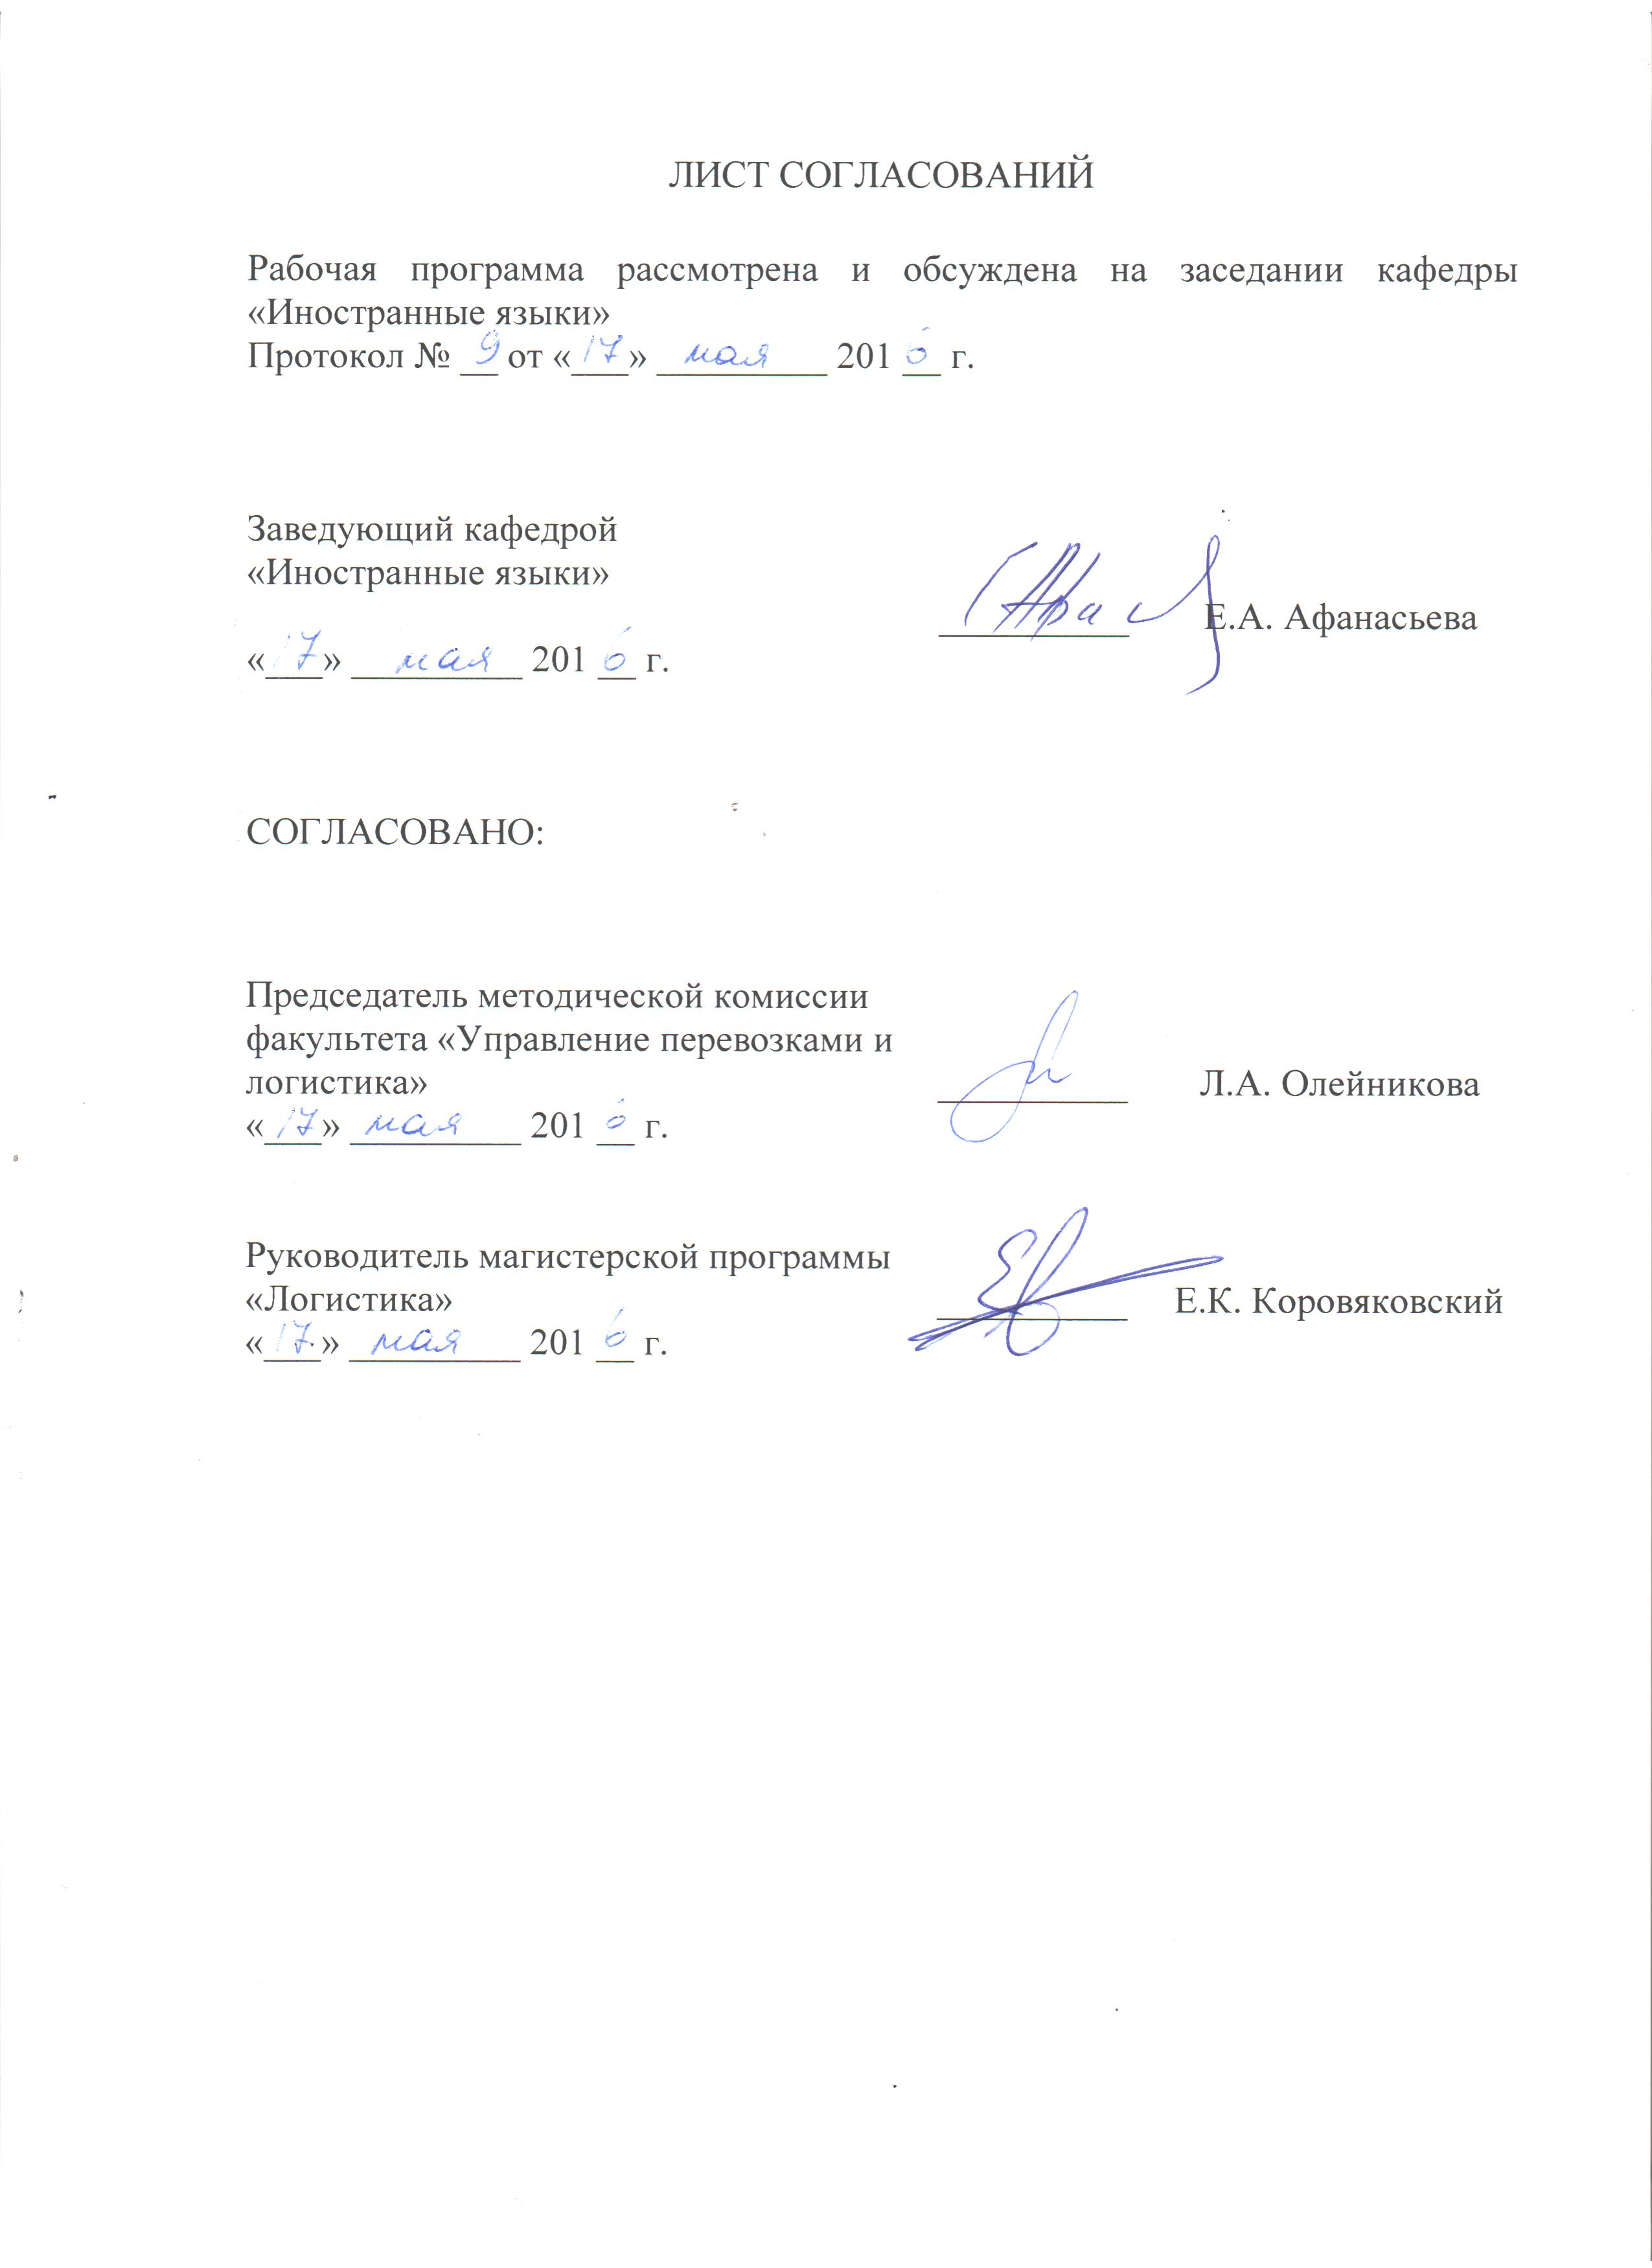 ЛИСТ СОГЛАСОВАНИЙ
Рабочая программа рассмотрена и обсуждена на заседании кафедры
«Иностранные языки»
Протокол № 9 от «17» мая 2016 г.
Заведующий кафедрой
«Иностранные языки»
Е.А. Афанасьева
«17» мая 2016 г.
СОГЛАСОВАНО:
Председатель методической комиссии
факультета «Управление перевозками и
логистика» Л.А. Олейникова
«17» мая 2016 г.
Руководитель магистерской программы
«Логистика» Е.К. Коровяковский
«17» мая 2016 г.